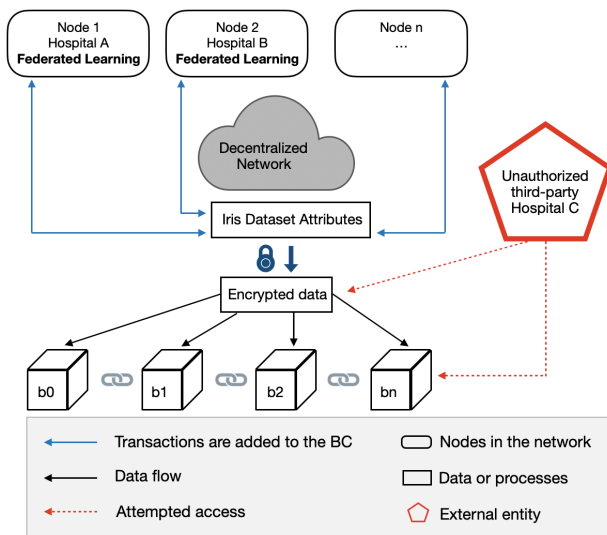 Node 1
Hospital A
Federated Learning
Node 2
Hospital B
Federated Learning
Node n
...
Decentralized
Network
Unauthorized
third-party
Hospital C
Iris Dataset Attributes
Encrypted data
b0
b1
b2
bn
Transactions are added to the BC
Nodes in the network
Data flow
Data or processes
Attempted access
External entity